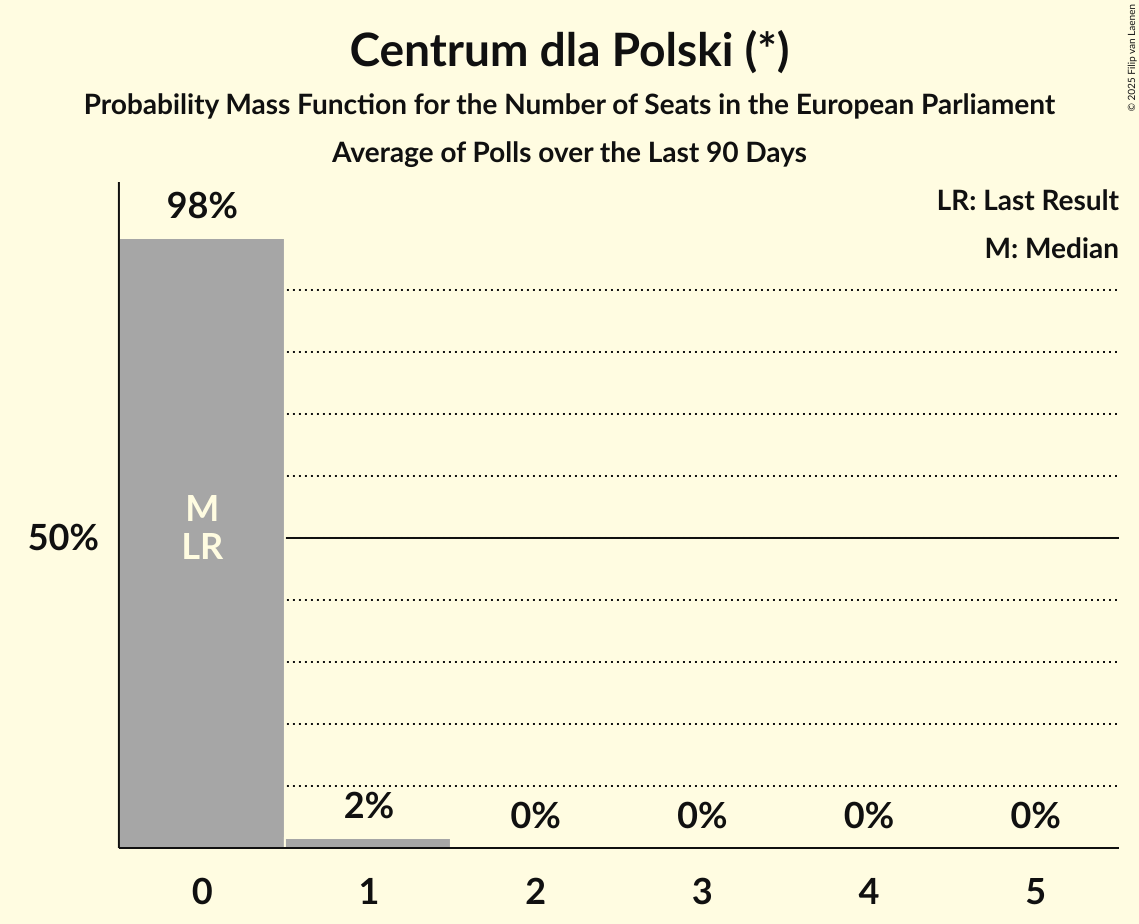 Centrum dla Polski (*)
Probability Mass Function for the Number of Seats in the European Parliament
Average of Polls over the Last 90 Days
© 2025 Filip van Laenen
LR: Last Result
M: Median
98%
M
LR
50%
2%
0%
0%
0%
0%
0
1
2
3
4
5